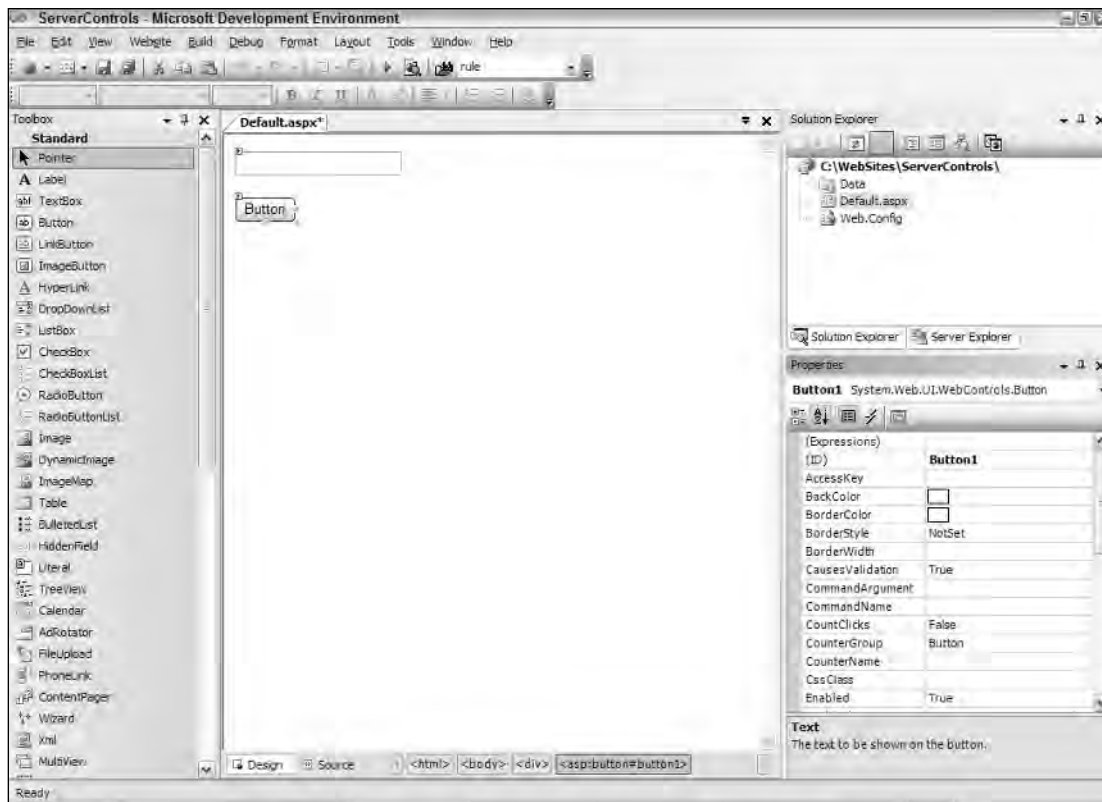 ServerControls - Microsoft Development Environment
File Edit View Website Build Debug Format Layout Tools Window Help
rule
Toolbox
Standard
Pointer
Label
TextBox
Button
LinkButton
ImageButton
HyperLink
DropDownList
ListBox
CheckBox
CheckBoxList
RadioButton
RadioButtonList
Image
DynamicImage
ImageMap
Table
BulletedList
HiddenField
Literal
TreeView
Calendar
AdRotator
FileUpload
PhoneLink
ContentPager
Wizard
Xml
MultiView
Default.aspx*
Button
Design Source <html> <body> <div> <asp:button#button1>
Solution Explorer
C:\WebSites\ServerControls\
Data
Default.aspx
Web.Config
Solution Explorer Server Explorer
Properties
Button1 System.Web.UI.WebControls.Button
(Expressions)
(ID) Button1
AccessKey
BackColor
BorderColor
BorderStyle NotSet
BorderWidth
CausesValidation True
CommandArgument
CommandName
CountClicks False
CounterGroup Button
CounterName
CssClass
Enabled True
Text
The text to be shown on the button.
Ready